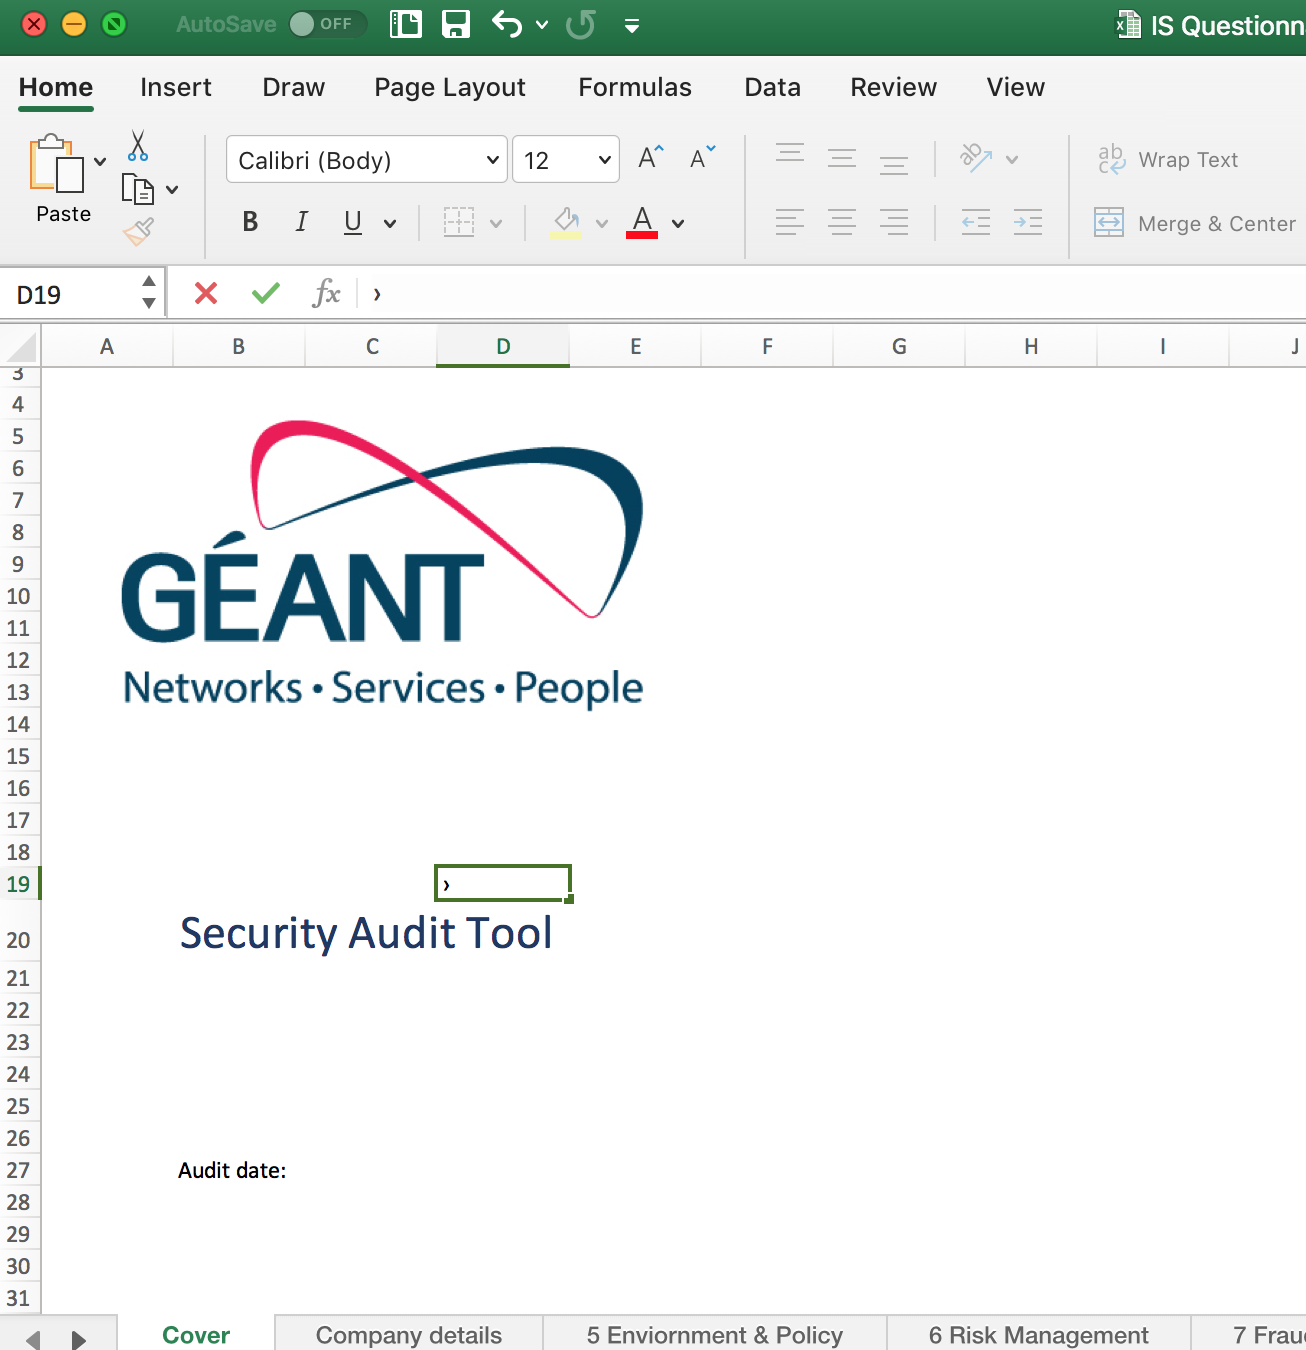 AutoSave OFF
IS Questionn
Home Insert Draw Page Layout Formulas Data Review View
Paste
Calibri (Body) 12 A A
ab Wrap Text
B I U A
Merge & Center
D19 fx ›
A B C D E F G H I J
3
4
5
6
7
8
9
GÉANT
10
11
12
Networks • Services • People
13
14
15
16
17
18
19 ›
20 Security Audit Tool
21
22
23
24
25
26
27 Audit date:
28
29
30
31
Cover Company details 5 Enviornment & Policy 6 Risk Management 7 Frau